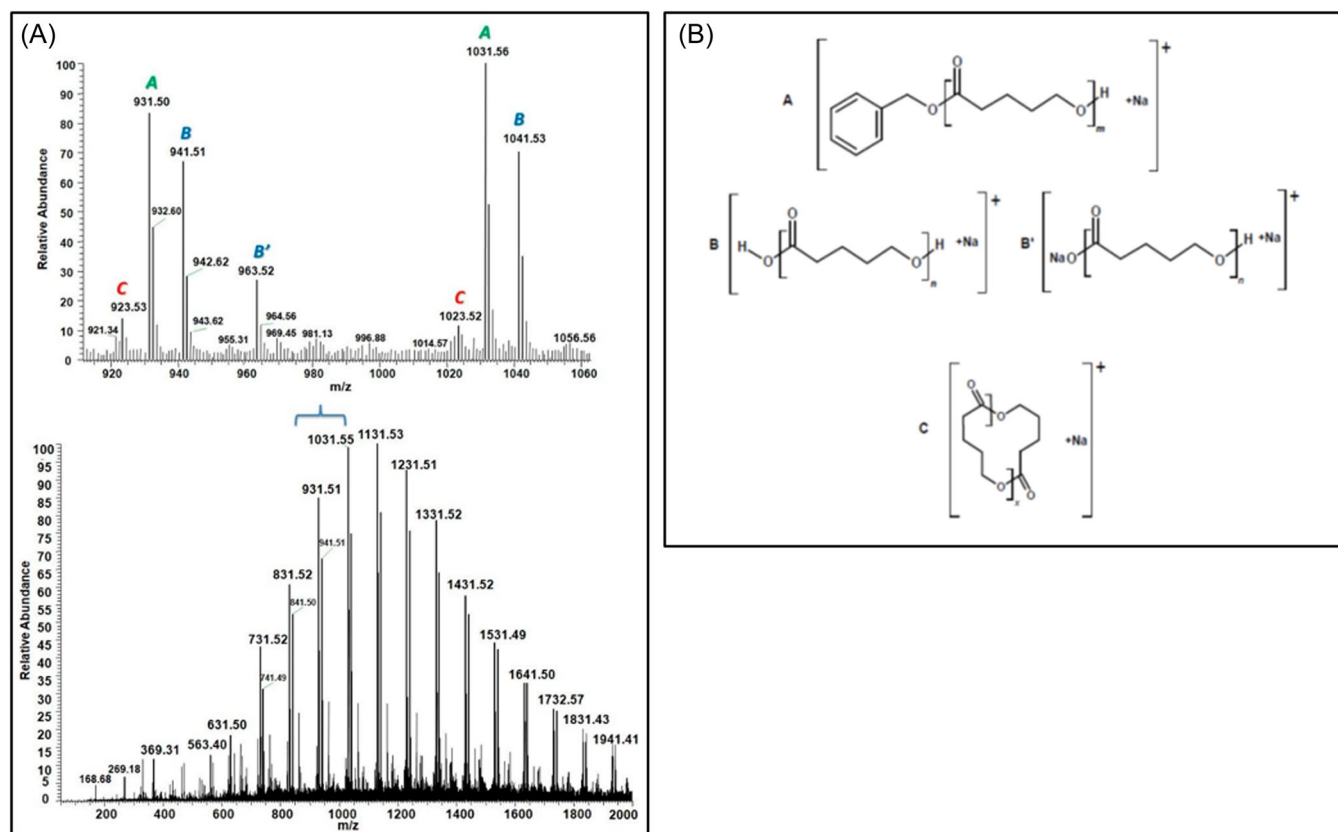 (A)
A
1031.56
100
A
931.50
90
80
B
B
70
941.51
1041.53
60
50
932.60
40
B'
942.62
963.52
30
C
C
20
923.53
964.56
1023.52
921.34
943.62
969.45
981.13
10
955.31
996.88
1014.57
1056.56
0
920
940
960
980
1000
1020
1040
1060
m/z
Relative Abundance
1031.55
1131.53
100
95
1231.51
90
931.51
85
80
1331.52
75
941.51
70
65
831.52
60
1431.52
55
841.50
50
1531.49
45
731.52
40
1641.50
35
741.49
30
1732.57
25
631.50
1831.43
20
563.40
1941.41
15
369.31
10
269.18
5
168.68
0
200
400
600
800
1000
1200
1400
1600
1800
2000
m/z
Relative Abundance
(B)
A
O
O
O
H
m
+Na
+
B
H
O
O
O
H
n
+Na
+
B'
NaO
O
O
H
n
+Na
+
C
O
O
O
O
x
+Na
+